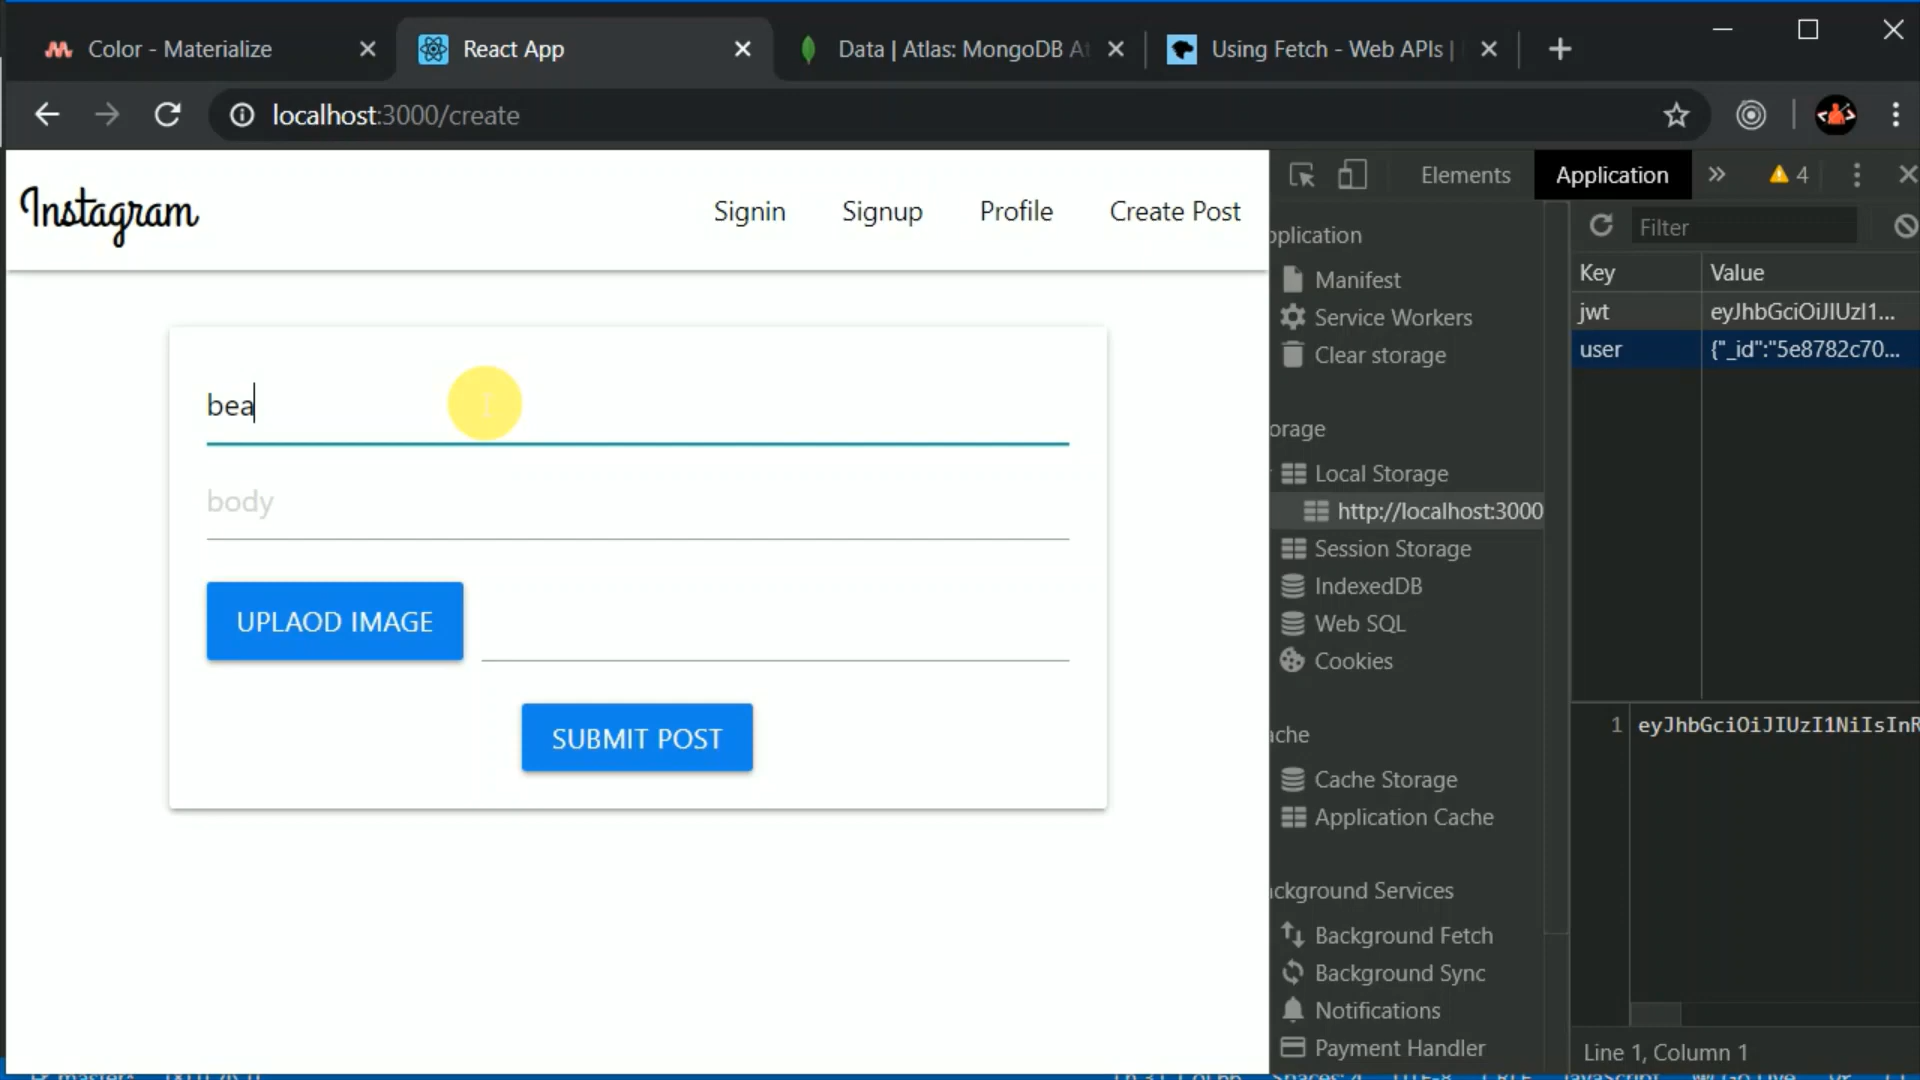 Color - Materialize
React App
Data | Atlas: MongoDB At
Using Fetch - Web APIs |
localhost:3000/create
Instagram
Signin
Signup
Profile
Create Post
bea
body
UPLAOD IMAGE
SUBMIT POST
Elements
Application
4
Filter
pplication
Manifest
Service Workers
Clear storage
orage
Local Storage
http://localhost:3000
Session Storage
IndexedDB
Web SQL
Cookies
ache
Cache Storage
Application Cache
ckground Services
Background Fetch
Background Sync
Notifications
Payment Handler
Key Value
jwt eyJhbGciOiJIUzI1...
user {"_id":"5e8782c70...
1 eyJhbGciOiJIUzI1NiIsInR
Line 1, Column 1